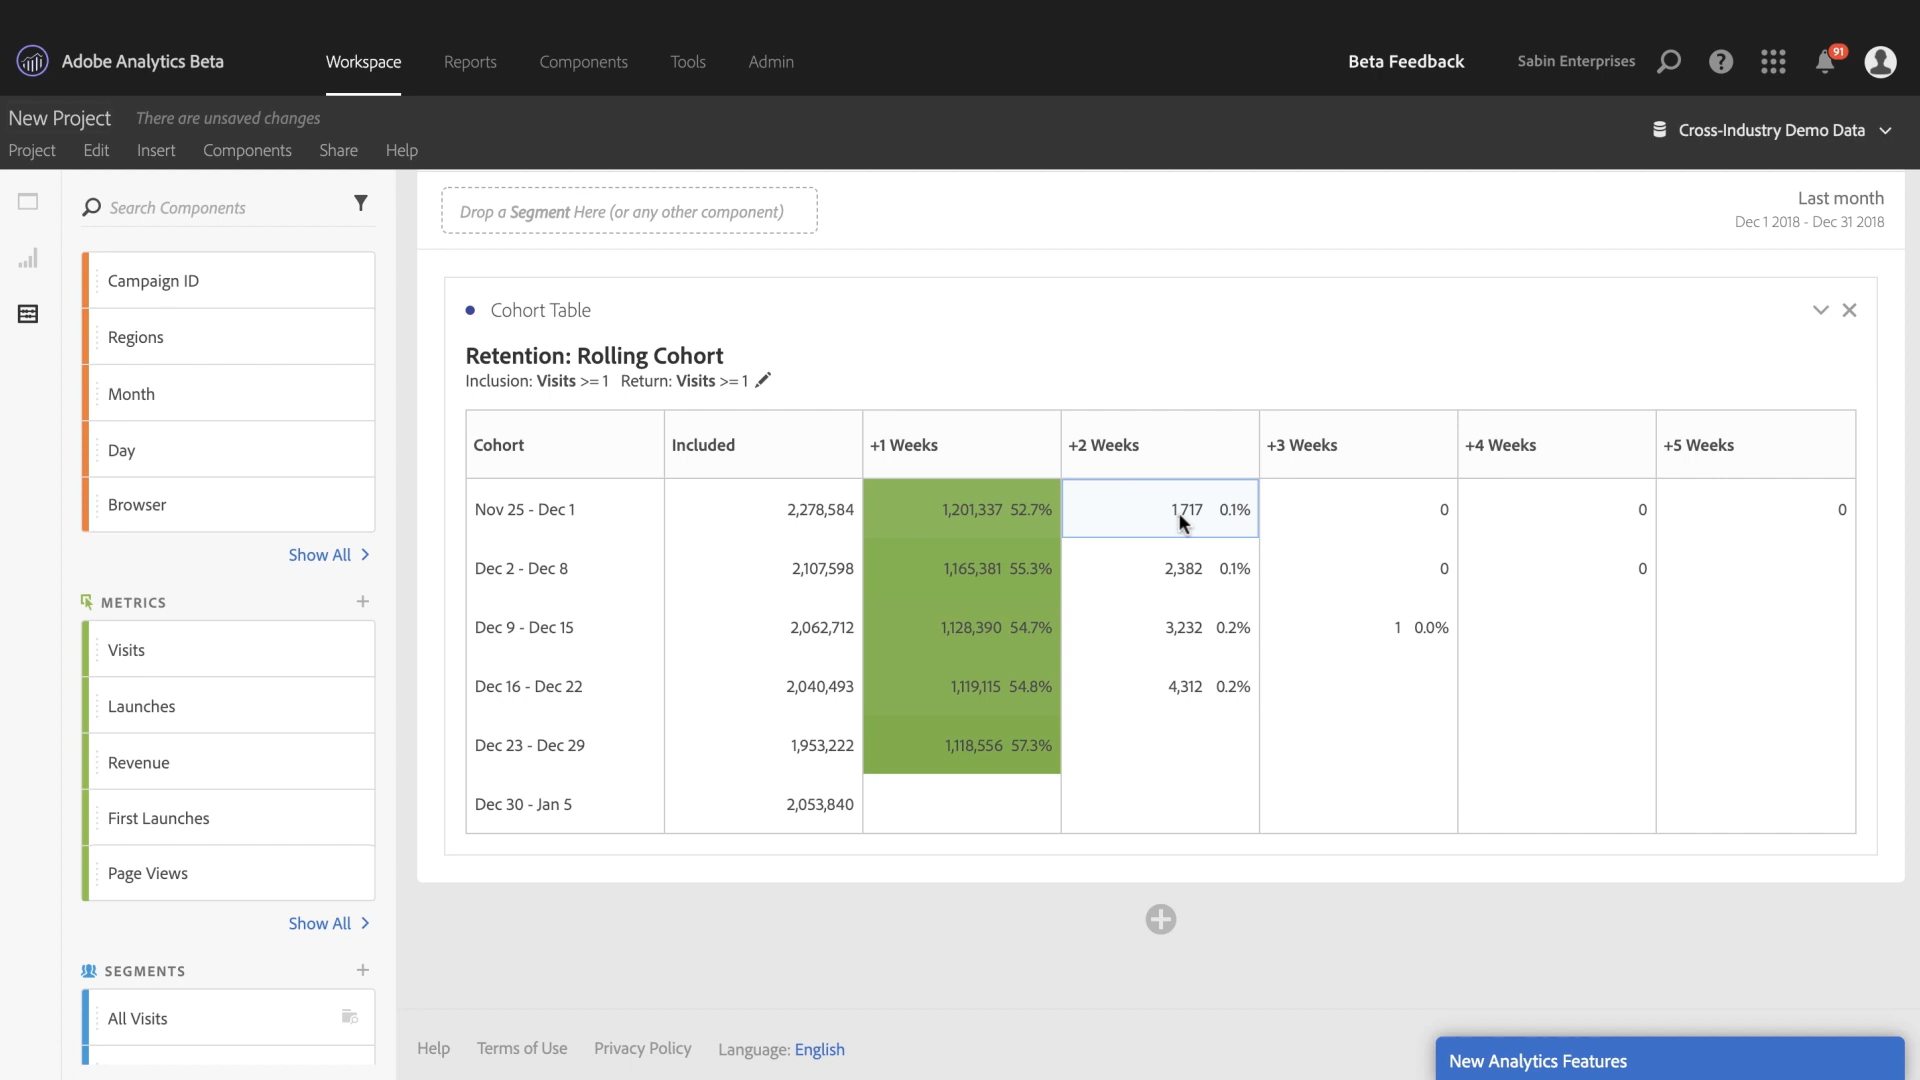 Adobe Analytics Beta Workspace Reports Components Tools Admin Beta Feedback Sabin Enterprises ? 91
New Project There are unsaved changes
Cross-Industry Demo Data
Project Edit Insert Components Share Help
Search Components
Campaign ID
Regions
Month
Day
Browser
Show All
METRICS
Visits
Launches
Revenue
First Launches
Page Views
Show All
SEGMENTS
All Visits
Drop a Segment Here (or any other component)
Last month
Dec 1 2018 - Dec 31 2018
Cohort Table
Retention: Rolling Cohort
Inclusion: Visits >= 1 Return: Visits >= 1
Cohort Included +1 Weeks +2 Weeks +3 Weeks +4 Weeks +5 Weeks
Nov 25 - Dec 1 2,278,584 1,201,337 52.7% 1,717 0.1% 0 0 0
Dec 2 - Dec 8 2,107,598 1,165,381 55.3% 2,382 0.1% 0 0
Dec 9 - Dec 15 2,062,712 1,128,390 54.7% 3,232 0.2% 1 0.0%
Dec 16 - Dec 22 2,040,493 1,119,115 54.8% 4,312 0.2%
Dec 23 - Dec 29 1,953,222 1,118,556 57.3%
Dec 30 - Jan 5 2,053,840
Help Terms of Use Privacy Policy Language: English
New Analytics Features